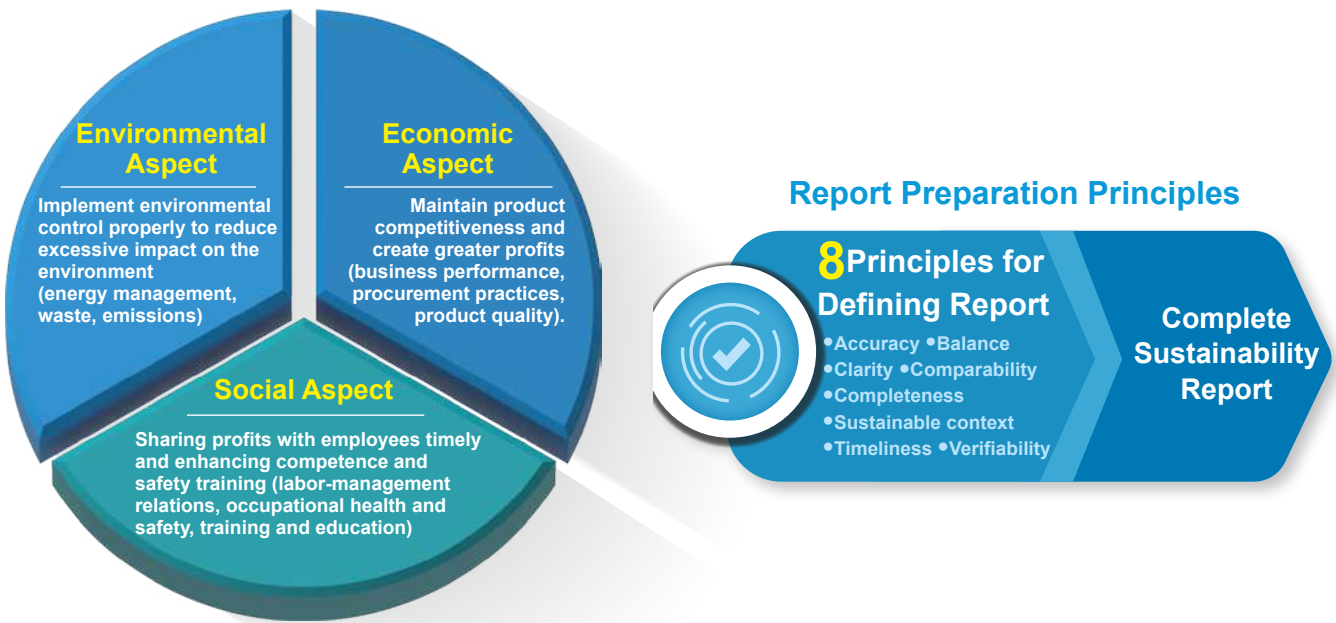 Environmental
Aspect
Implement environmental
control properly to reduce
excessive impact on the
environment
(energy management,
waste, emissions)
Economic
Aspect
Maintain product
competitiveness and
create greater profits
(business performance,
procurement practices,
product quality).
Social Aspect
Sharing profits with employees timely
and enhancing competence and
safety training (labor-management
relations, occupational health and
safety, training and education)
Report Preparation Principles
8 Principles for
Defining Report
•Accuracy •Balance
•Clarity •Comparability
•Completeness
•Sustainable context
•Timeliness •Verifiability
Complete
Sustainability
Report